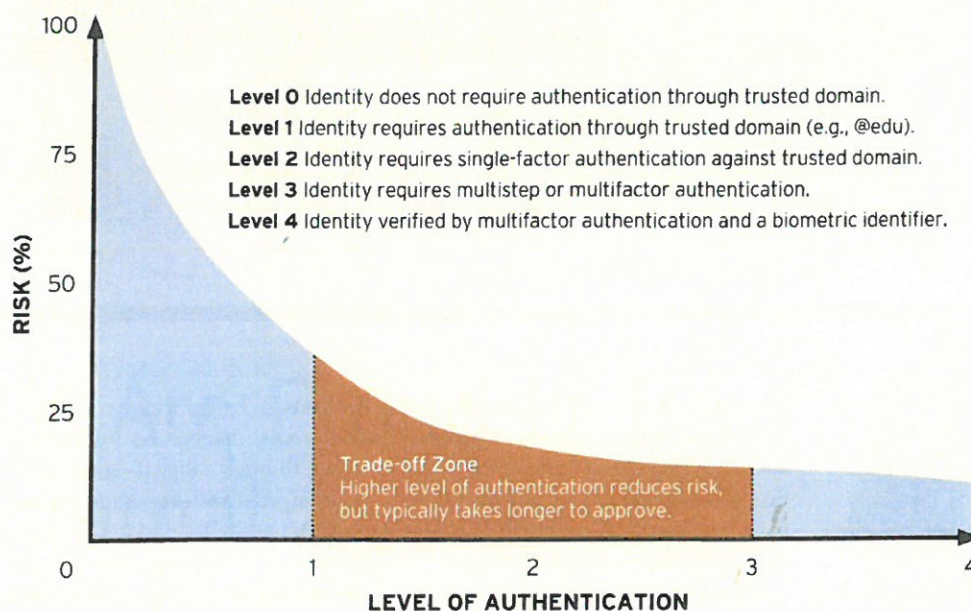 100
Level 0 Identity does not require authentication through trusted domain.
Level 1 Identity requires authentication through trusted domain (e.g., @edu).
Level 2 Identity requires single-factor authentication against trusted domain.
Level 3 Identity requires multistep or multifactor authentication.
Level 4 Identity verified by multifactor authentication and a biometric identifier.
75
50
RISK (%)
25
Trade-off Zone
Higher level of authentication reduces risk,
but typically takes longer to approve.
0
1 2 3 4
LEVEL OF AUTHENTICATION